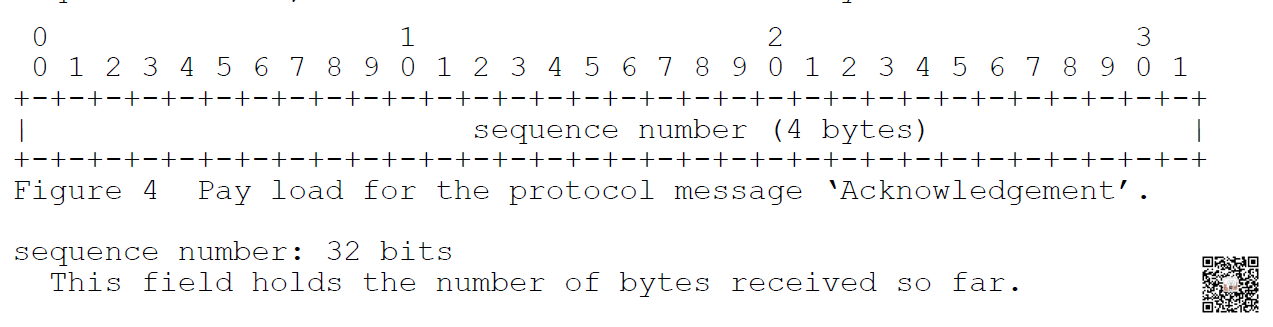 0 1 2 3
0 1 2 3 4 5 6 7 8 9 0 1 2 3 4 5 6 7 8 9 0 1 2 3 4 5 6 7 8 9 0 1
+-+-+-+-+-+-+-+-+-+-+-+-+-+-+-+-+-+-+-+-+-+-+-+-+-+-+-+-+-+-+-+-+
| sequence number (4 bytes) |
+-+-+-+-+-+-+-+-+-+-+-+-+-+-+-+-+-+-+-+-+-+-+-+-+-+-+-+-+-+-+-+-+
Figure 4  Pay load for the protocol message ‘Acknowledgement’.
sequence number: 32 bits
This field holds the number of bytes received so far.